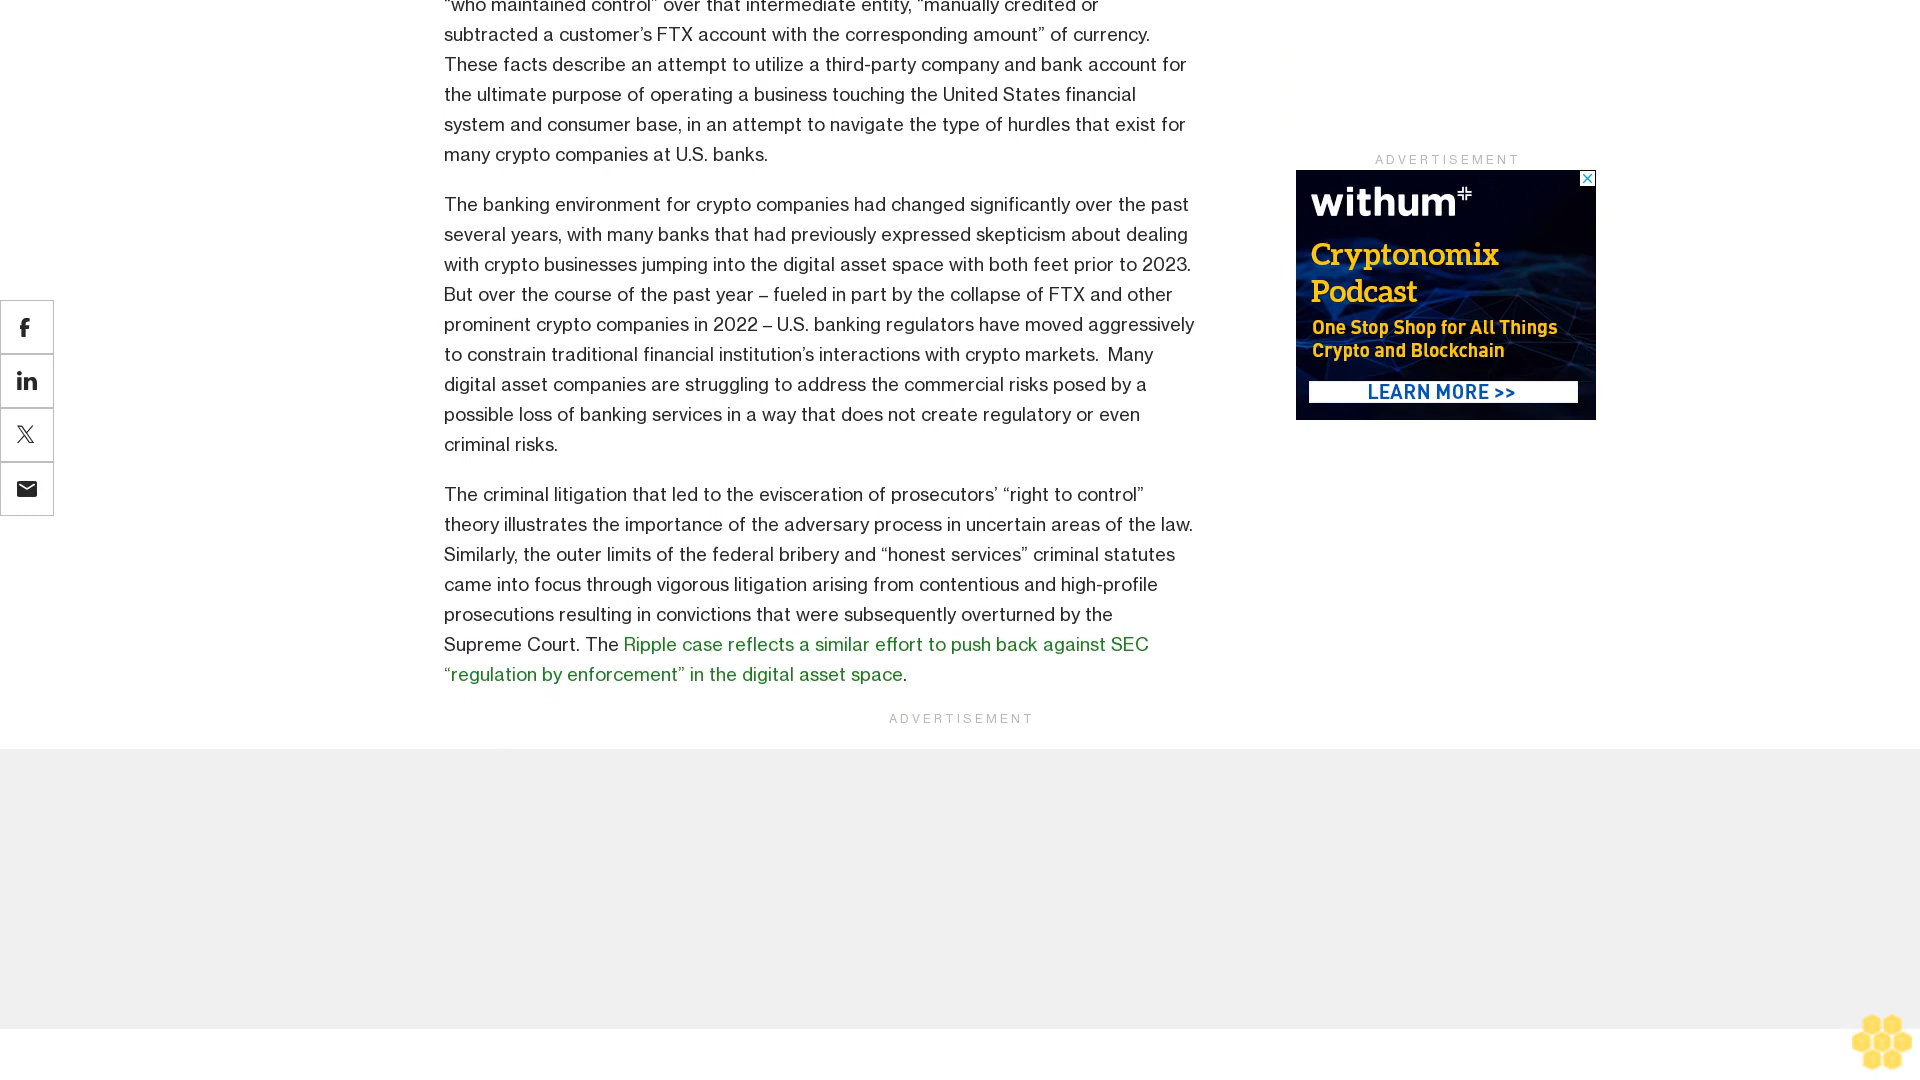 “who maintained control” over that intermediate entity, “manually credited or
subtracted a customer’s FTX account with the corresponding amount” of currency.
These facts describe an attempt to utilize a third-party company and bank account for
the ultimate purpose of operating a business touching the United States financial
system and consumer base, in an attempt to navigate the type of hurdles that exist for
many crypto companies at U.S. banks.
The banking environment for crypto companies had changed significantly over the past
several years, with many banks that had previously expressed skepticism about dealing
with crypto businesses jumping into the digital asset space with both feet prior to 2023.
But over the course of the past year – fueled in part by the collapse of FTX and other
prominent crypto companies in 2022 – U.S. banking regulators have moved aggressively
to constrain traditional financial institution’s interactions with crypto markets.  Many
digital asset companies are struggling to address the commercial risks posed by a
possible loss of banking services in a way that does not create regulatory or even
criminal risks.
The criminal litigation that led to the evisceration of prosecutors’ “right to control”
theory illustrates the importance of the adversary process in uncertain areas of the law.
Similarly, the outer limits of the federal bribery and “honest services” criminal statutes
came into focus through vigorous litigation arising from contentious and high-profile
prosecutions resulting in convictions that were subsequently overturned by the
Supreme Court. The Ripple case reflects a similar effort to push back against SEC
“regulation by enforcement” in the digital asset space.
ADVERTISEMENT
withum
Cryptonomix
Podcast
One Stop Shop for All Things
Crypto and Blockchain
LEARN MORE >>
ADVERTISEMENT